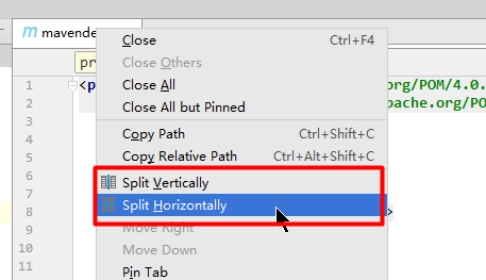 m mavende
Close Ctrl+F4
pr
Close Others
1 <p
Close All
org/POM/4.0.
2
Close All but Pinned
pache.org/PO
3
4
Copy Path Ctrl+Shift+C
5
Copy Relative Path Ctrl+Alt+Shift+C
6
Split Vertically
7
8
Split Horizontally
>
9
Move Right
10
Move Down
11
Pin Tab